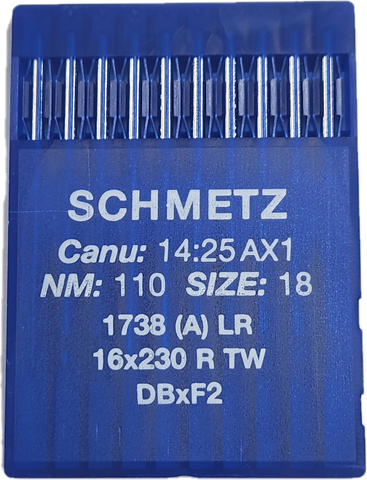 SCHMETZ
Canu: 14:25 AX1
NM: 110 SIZE: 18
1738 (A) LR
16x230 R TW
DBxF2